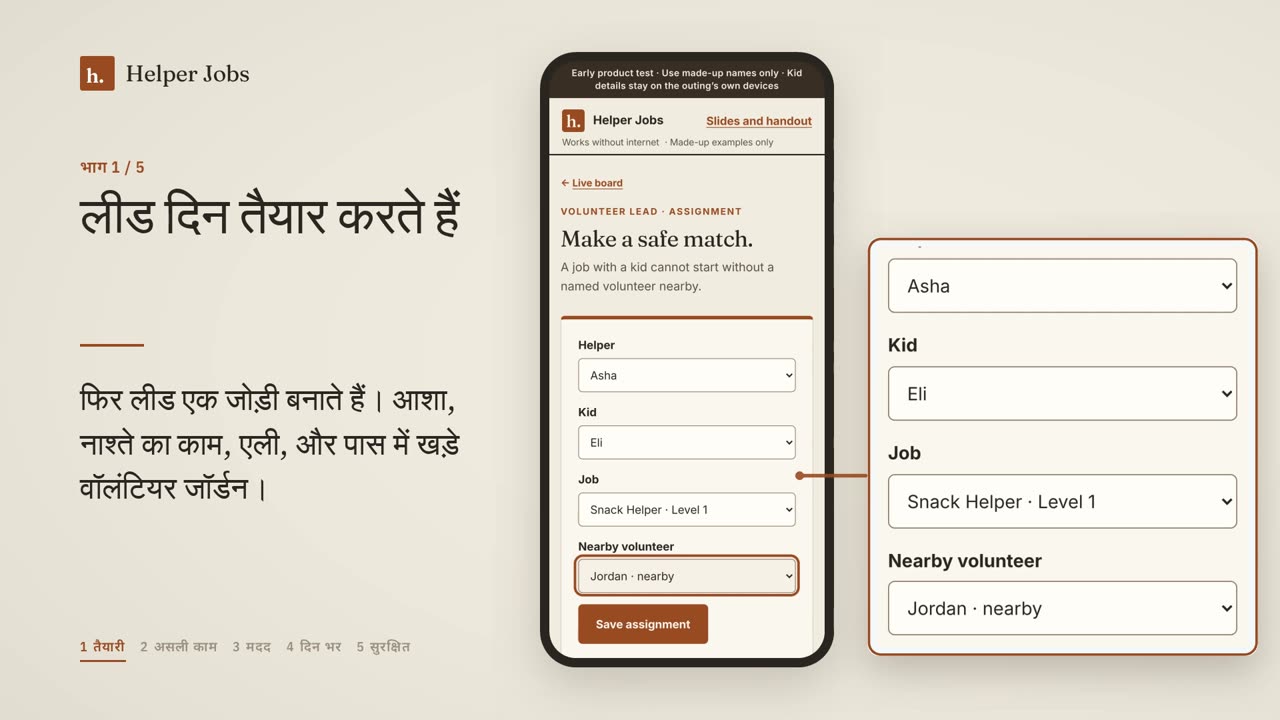 h. Helper Jobs
भाग 1 / 5
लीड दिन तैयार करते हैं
फिर लीड एक जोड़ी बनाते हैं। आशा,
नाश्ते का काम, एली, और पास में खड़े
वॉलंटियर जॉर्डन।
1 तैयारी 2 असली काम 3 मदद 4 दिन भर 5 सुरक्षित
Early product test · Use made-up names only · Kid
details stay on the outing's own devices
h. Helper Jobs Slides and handout
Works without internet · Made-up examples only
← Live board
VOLUNTEER LEAD · ASSIGNMENT
Make a safe match.
A job with a kid cannot start without a
named volunteer nearby.
Helper
Asha
Kid
Eli
Job
Snack Helper · Level 1
Nearby volunteer
Jordan · nearby
Save assignment
Asha
Kid
Eli
Job
Snack Helper · Level 1
Nearby volunteer
Jordan · nearby